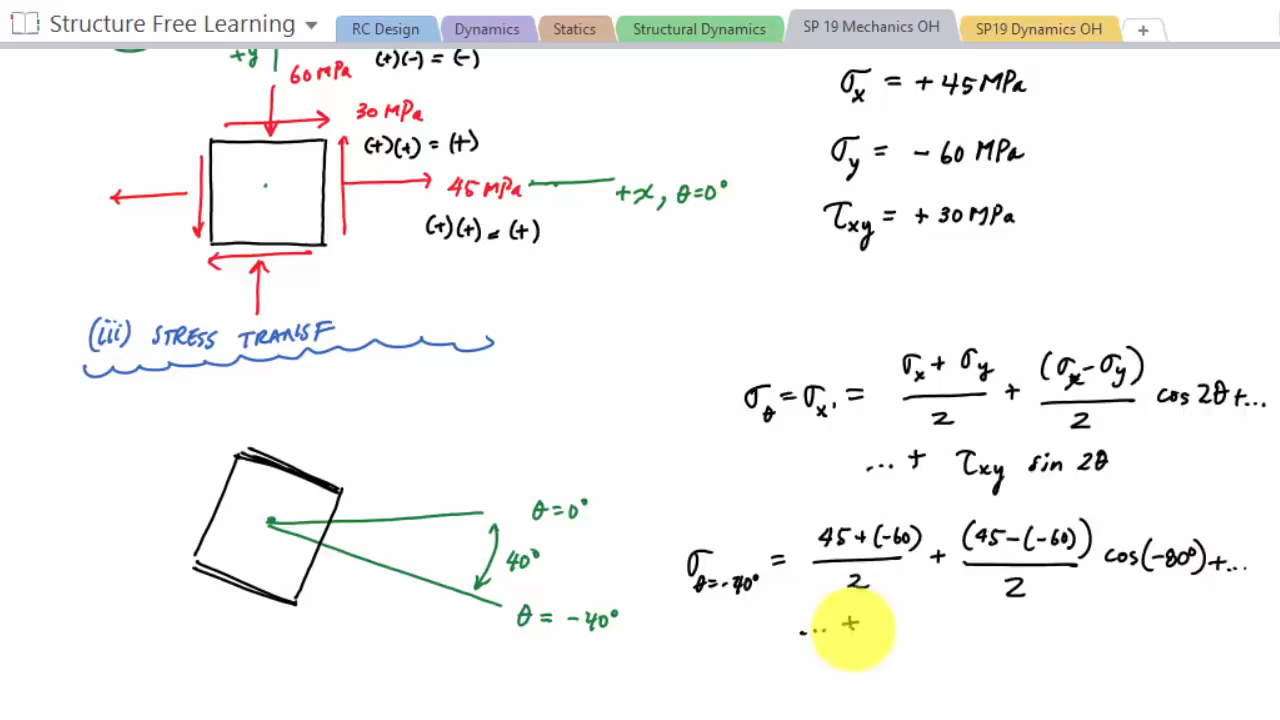 Structure Free Learning
RC Design
Dynamics
Statics
Structural Dynamics
SP 19 Mechanics OH
SP19 Dynamics OH
+
+y
(+)(-) = (-)
60 MPa
30 MPa
(+)(+) = (+)
45 MPa
+x, θ=0°
(+)(+) = (+)
σx = +45 MPa
σy = - 60 MPa
τxy = + 30 MPa
(iii) STRESS TRANSF
θ = 0°
40°
θ = -40°
σθ = σx' = (σx + σy)/2 + (σx - σy)/2 cos 2θ + ...
... + τxy sin 2θ
σθ=-40° = (45+(-60))/2 + (45-(-60))/2 cos(-80°) + ...
... +